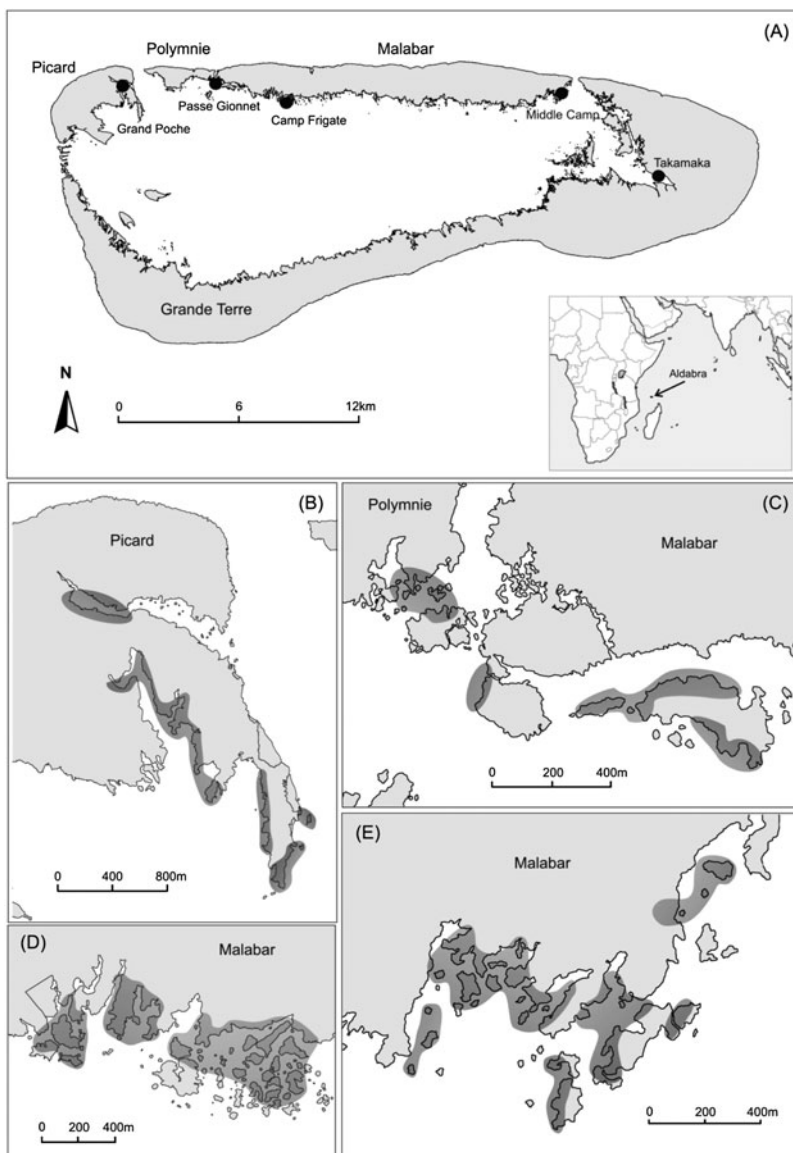 (A)
Polymnie
Malabar
Picard
Passe Gionnet
Camp Frigate
Middle Camp
Grand Poche
Takamaka
Grande Terre
Aldabra
N
0 6 12km
(B)
Picard
0 400 800m
(C)
Polymnie
Malabar
0 200 400m
(D)
Malabar
0 200 400m
(E)
Malabar
0 200 400m